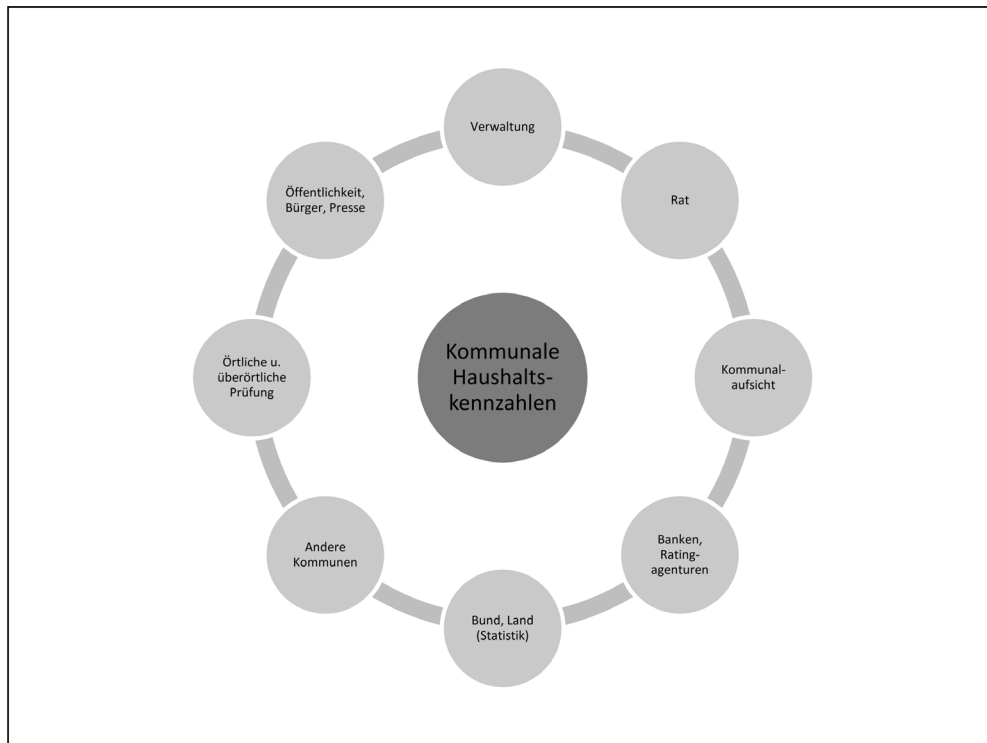 Verwaltung
Rat
Kommunal-
aufsicht
Banken,
Rating-
agenturen
Bund, Land
(Statistik)
Andere
Kommunen
Örtliche u.
überörtliche
Prüfung
Öffentlichkeit,
Bürger, Presse
Kommunale
Haushalts-
kennzahlen